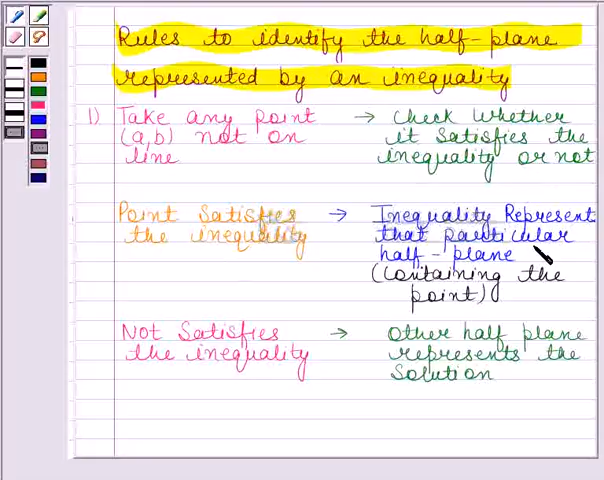 Rules to identify the half-plane
represented by an inequality
1) Take any point → Check whether
(a,b) not on it satisfies the
line inequality or not
Point Satisfies → Inequality Represent
the inequality that particular
half-plane
(containing the
point)
Not Satisfies → Other half plane
the inequality represents the
Solution